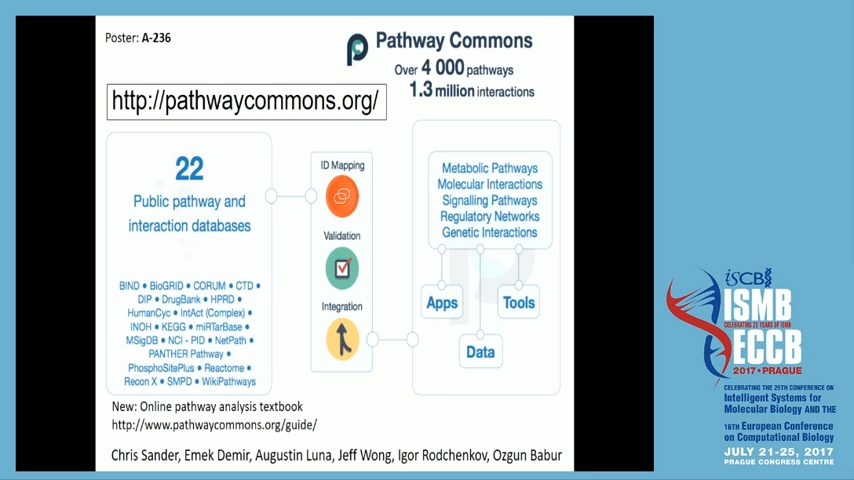 Poster: A-236
Pathway Commons
Over 4 000 pathways
1.3 million interactions
http://pathwaycommons.org/
22
Public pathway and
interaction databases
BIND • BioGRID • CORUM • CTD •
DIP • DrugBank • HPRD •
HumanCyc • IntAct (Complex) •
INOH • KEGG • miRTarBase •
MSigDB • NCI - PID • NetPath •
PANTHER Pathway •
PhosphoSitePlus • Reactome •
Recon X • SMPD • WikiPathways
ID Mapping
Validation
Integration
Metabolic Pathways
Molecular Interactions
Signalling Pathways
Regulatory Networks
Genetic Interactions
Apps
Tools
Data
New: Online pathway analysis textbook
http://www.pathwaycommons.org/guide/
Chris Sander, Emek Demir, Augustin Luna, Jeff Wong, Igor Rodchenkov, Ozgun Babur
iSCB
ISMB
CELEBRATING 25 YEARS OF ISMB
ECCB
2017 • PRAGUE
CELEBRATING THE 25TH CONFERENCE ON
Intelligent Systems for
Molecular Biology AND THE
16TH European Conference
on Computational Biology
JULY 21-25, 2017
PRAGUE CONGRESS CENTRE